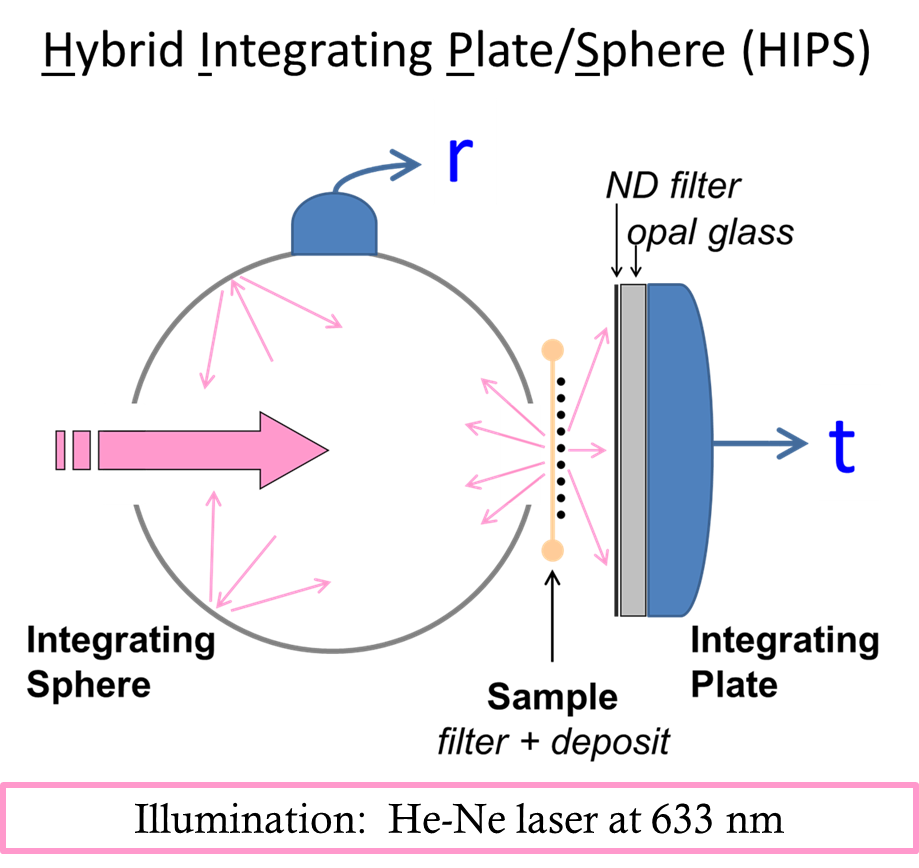 Hybrid Integrating Plate/Sphere (HIPS)
r
ND filter
opal glass
t
Integrating
Sphere
Integrating
Plate
Sample
filter + deposit
Illumination: He-Ne laser at 633 nm